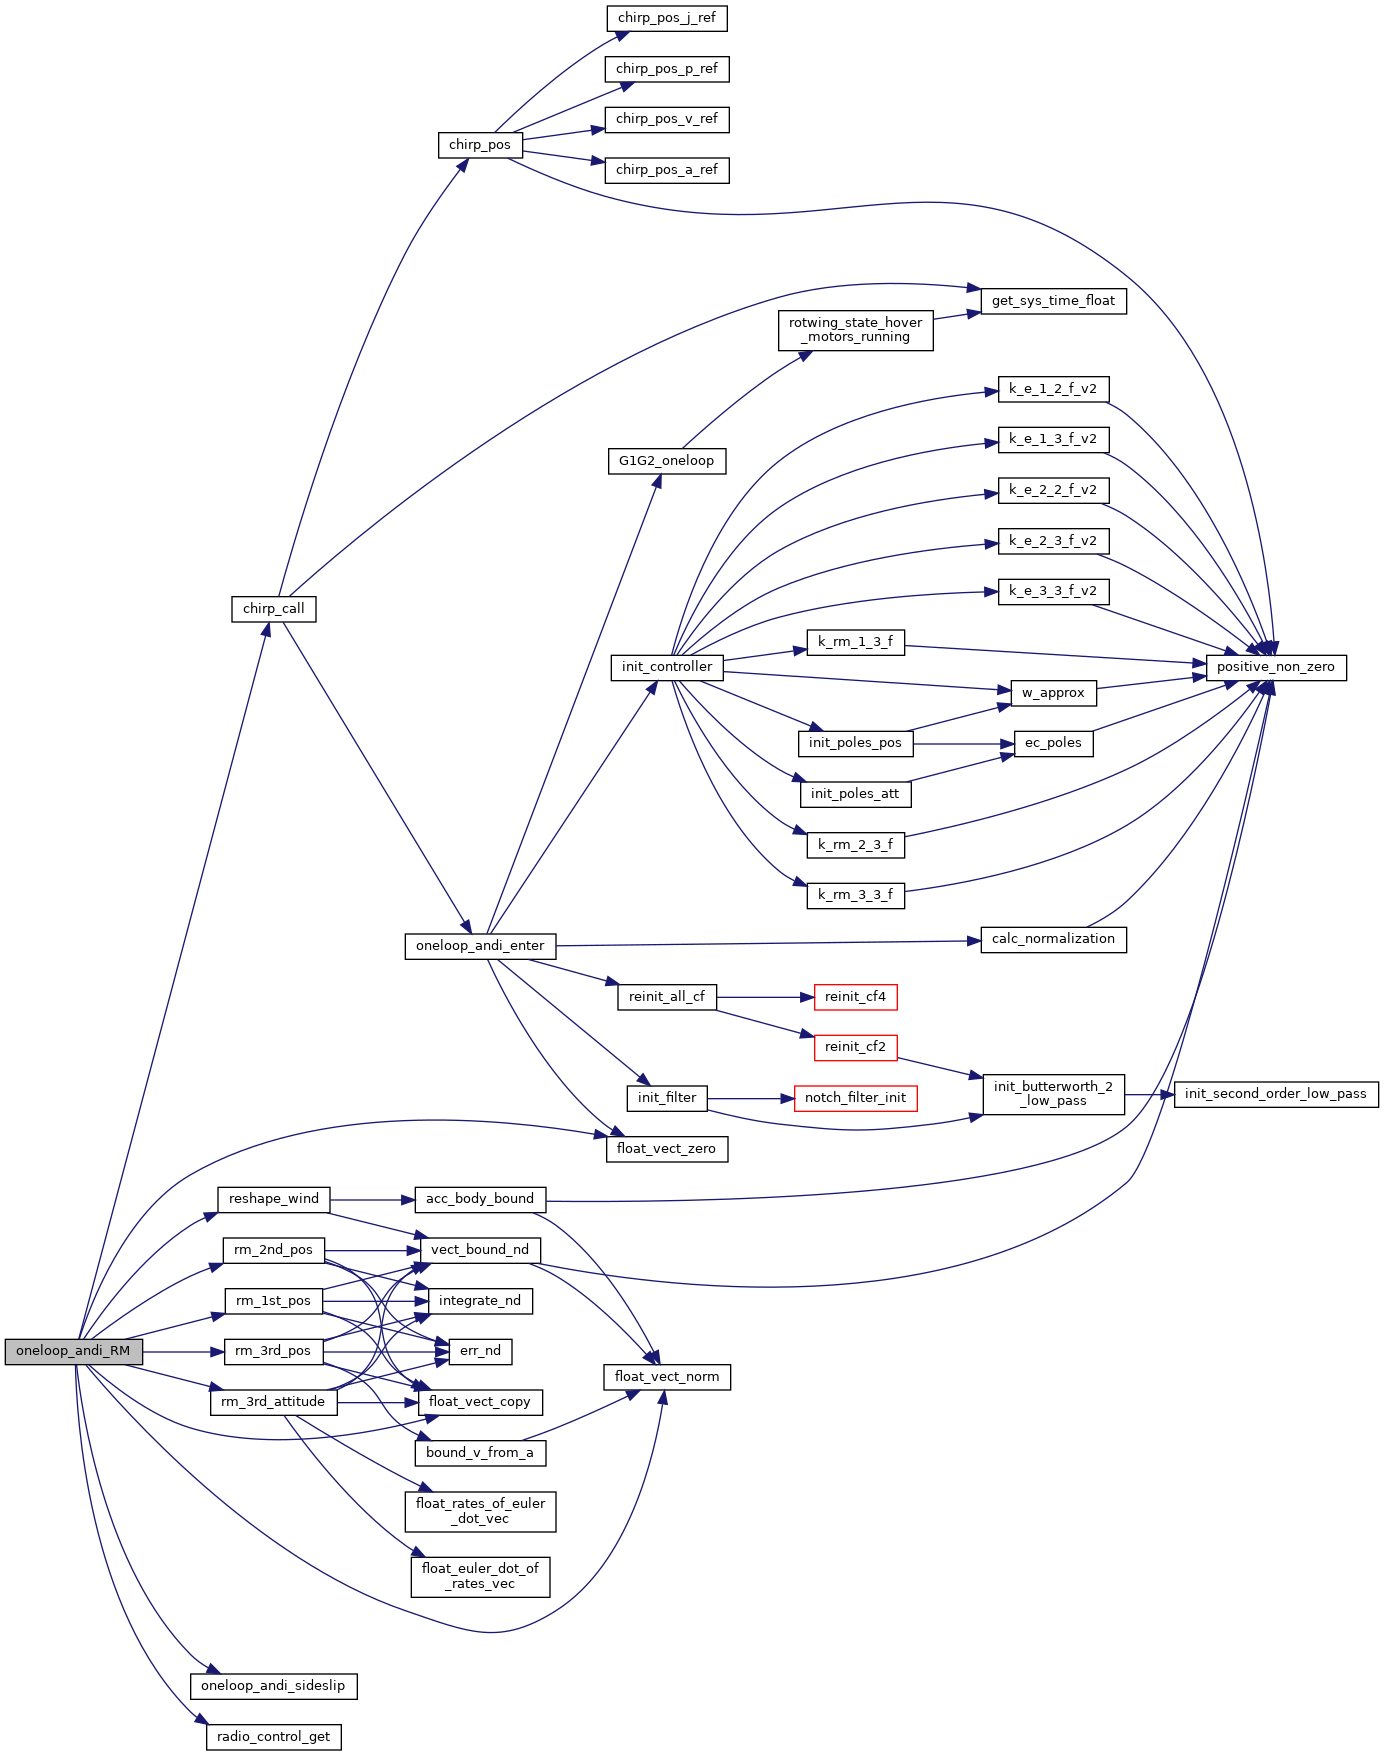 chirp_pos_j_ref
chirp_pos_p_ref
chirp_pos_v_ref
chirp_pos
chirp_pos_a_ref
get_sys_time_float
rotwing_state_hover
_motors_running
k_e_1_2_f_v2
k_e_1_3_f_v2
G1G2_oneloop
k_e_2_2_f_v2
k_e_2_3_f_v2
k_e_3_3_f_v2
chirp_call
k_rm_1_3_f
init_controller
positive_non_zero
w_approx
init_poles_pos
ec_poles
init_poles_att
k_rm_2_3_f
k_rm_3_3_f
calc_normalization
oneloop_andi_enter
reinit_all_cf
reinit_cf4
reinit_cf2
init_butterworth_2
_low_pass
init_second_order_low_pass
init_filter
notch_filter_init
float_vect_zero
reshape_wind
acc_body_bound
rm_2nd_pos
vect_bound_nd
rm_1st_pos
integrate_nd
oneloop_andi_RM
rm_3rd_pos
err_nd
float_vect_norm
rm_3rd_attitude
float_vect_copy
bound_v_from_a
float_rates_of_euler
_dot_vec
float_euler_dot_of
_rates_vec
oneloop_andi_sideslip
radio_control_get